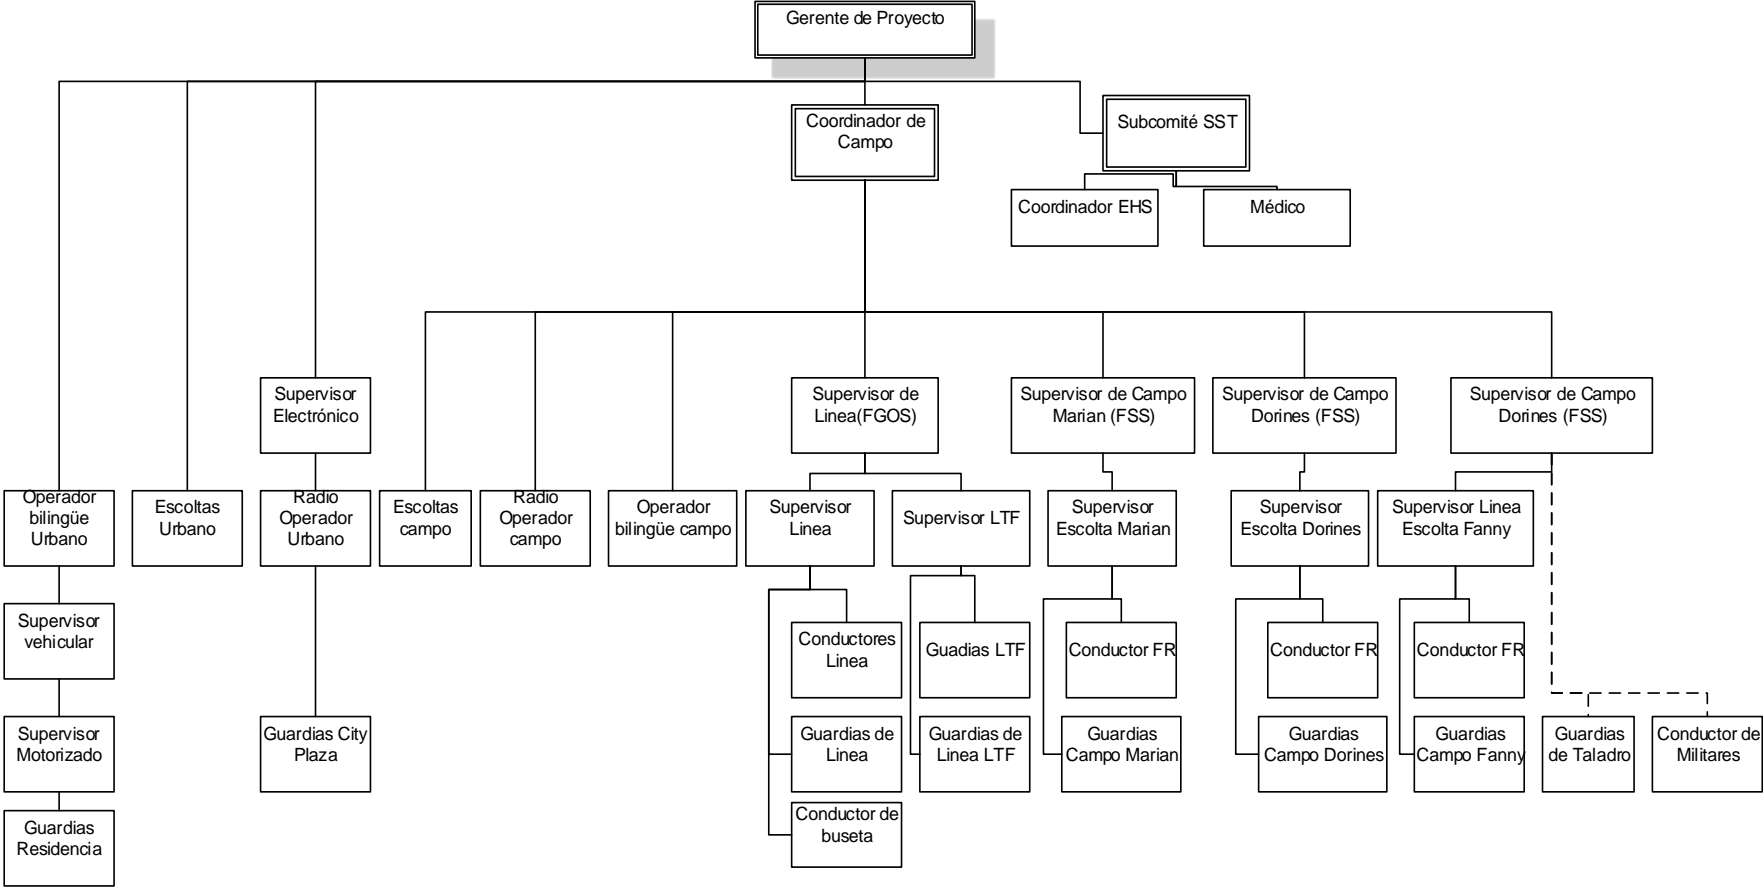 Gerente de Proyecto
Coordinador de
Campo
Subcomité SST
Coordinador EHS
Médico
Supervisor
Electrónico
Supervisor de
Linea(FGOS)
Supervisor de Campo
Marian (FSS)
Supervisor de Campo
Dorines (FSS)
Supervisor de Campo
Dorines (FSS)
Operador
bilingüe
Urbano
Escoltas
Urbano
Radio
Operador
Urbano
Escoltas
campo
Radio
Operador
campo
Operador
bilingüe campo
Supervisor
Linea
Supervisor LTF
Supervisor
Escolta Marian
Supervisor
Escolta Dorines
Supervisor Linea
Escolta Fanny
Supervisor
vehicular
Conductores
Linea
Guadias LTF
Conductor FR
Conductor FR
Conductor FR
Supervisor
Motorizado
Guardias City
Plaza
Guardias de
Linea
Guardias de
Linea LTF
Guardias
Campo Marian
Guardias
Campo Dorines
Guardias
Campo Fanny
Guardias
de Taladro
Conductor de
Militares
Guardias
Residencia
Conductor de
buseta